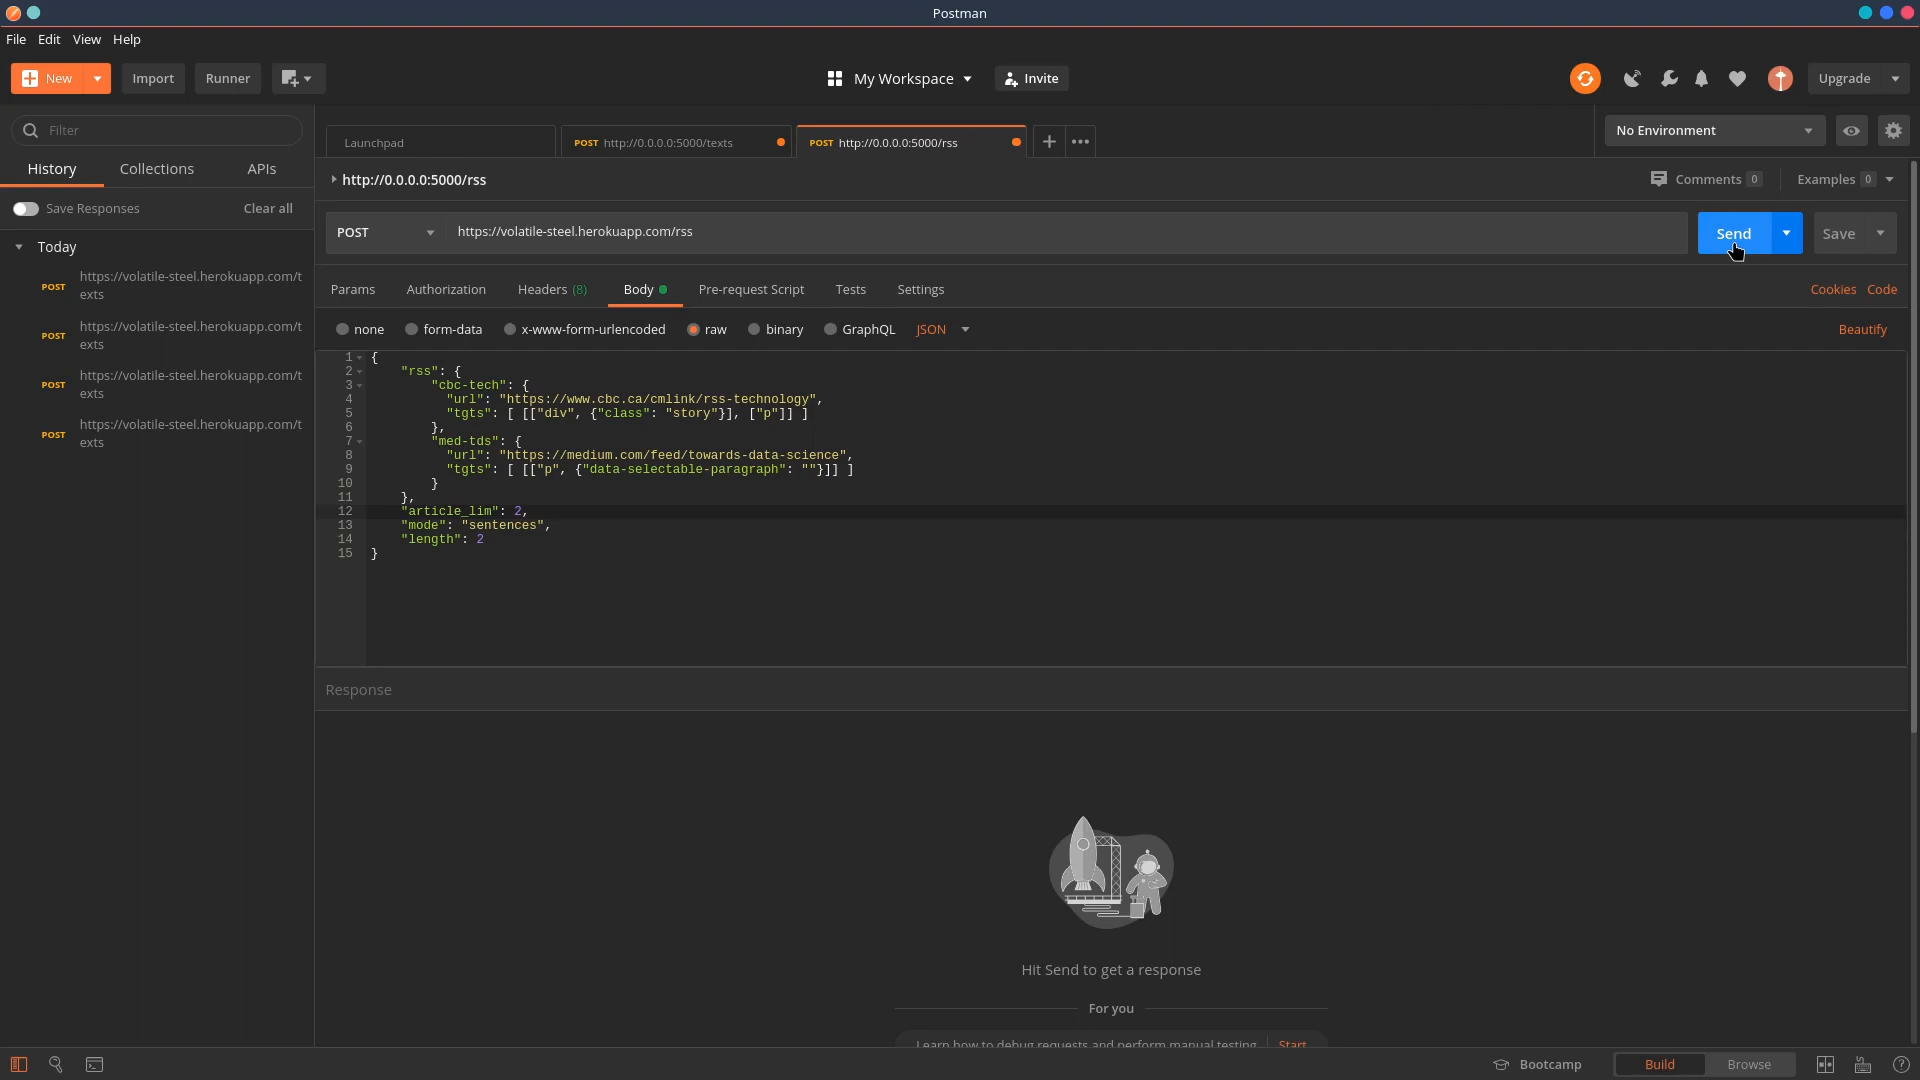 Postman
File Edit View Help
New Import Runner My Workspace Invite Upgrade
Filter
History Collections APIs
Save Responses Clear all
Today
POST https://volatile-steel.herokuapp.com/t
exts
POST https://volatile-steel.herokuapp.com/t
exts
POST https://volatile-steel.herokuapp.com/t
exts
POST https://volatile-steel.herokuapp.com/t
exts
Launchpad POST http://0.0.0.0:5000/texts POST http://0.0.0.0:5000/rss
No Environment
http://0.0.0.0:5000/rss Comments 0 Examples 0
POST https://volatile-steel.herokuapp.com/rss Send Save
Params Authorization Headers (8) Body Pre-request Script Tests Settings Cookies Code
none form-data x-www-form-urlencoded raw binary GraphQL JSON Beautify
1 {
2 "rss": {
3 "cbc-tech": {
4 "url": "https://www.cbc.ca/cmlink/rss-technology",
5 "tgts": [ [["div", {"class": "story"}], ["p"]] ]
6 },
7 "med-tds": {
8 "url": "https://medium.com/feed/towards-data-science",
9 "tgts": [ [["p", {"data-selectable-paragraph": ""}]] ]
10 }
11 },
12 "article_lim": 2,
13 "mode": "sentences",
14 "length": 2
15 }
Response
Hit Send to get a response
For you
Learn how to debug requests and perform manual testing Start
Bootcamp Build Browse